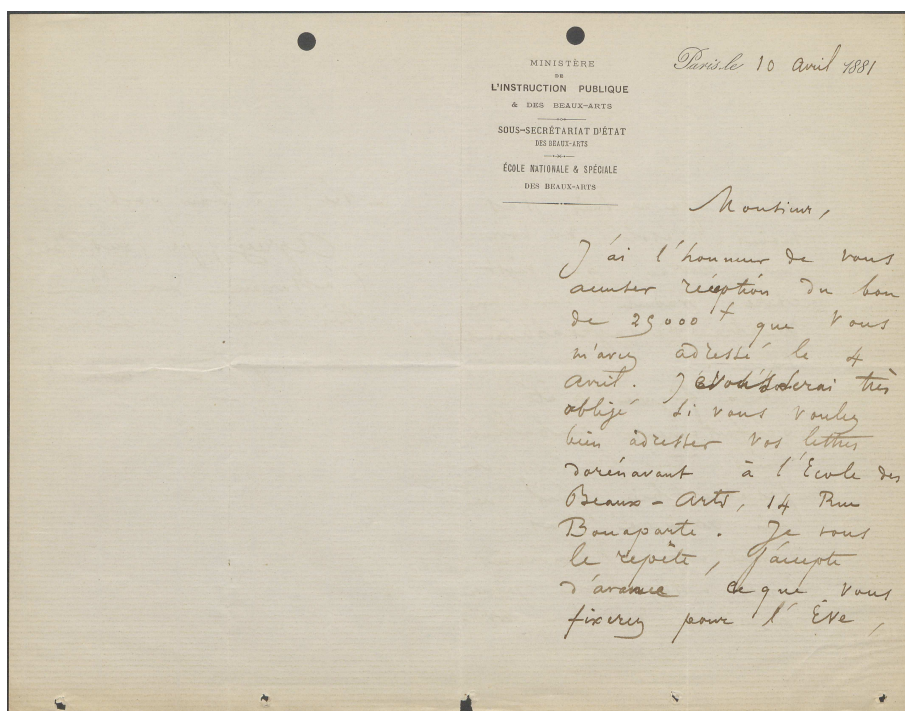 MINISTÈRE
DE
L'INSTRUCTION PUBLIQUE
& DES BEAUX-ARTS
SOUS-SECRÉTARIAT D'ÉTAT
DES BEAUX-ARTS
ÉCOLE NATIONALE & SPÉCIALE
DES BEAUX-ARTS
Paris, le 10 avril 1881
Monsieur,
J'ai l'honneur de vous
accuser réception du bon
de 25000 f que vous
m'avez adressé le 4
avril. Je vous serai très
obligé si vous voulez
bien adresser vos lettres
dorénavant à l'Ecole des
Beaux-Arts, 14 Rue
Bonaparte. Je vous
le repète, j'accepte
d'avance ce que vous
fixerez pour l'Ève,